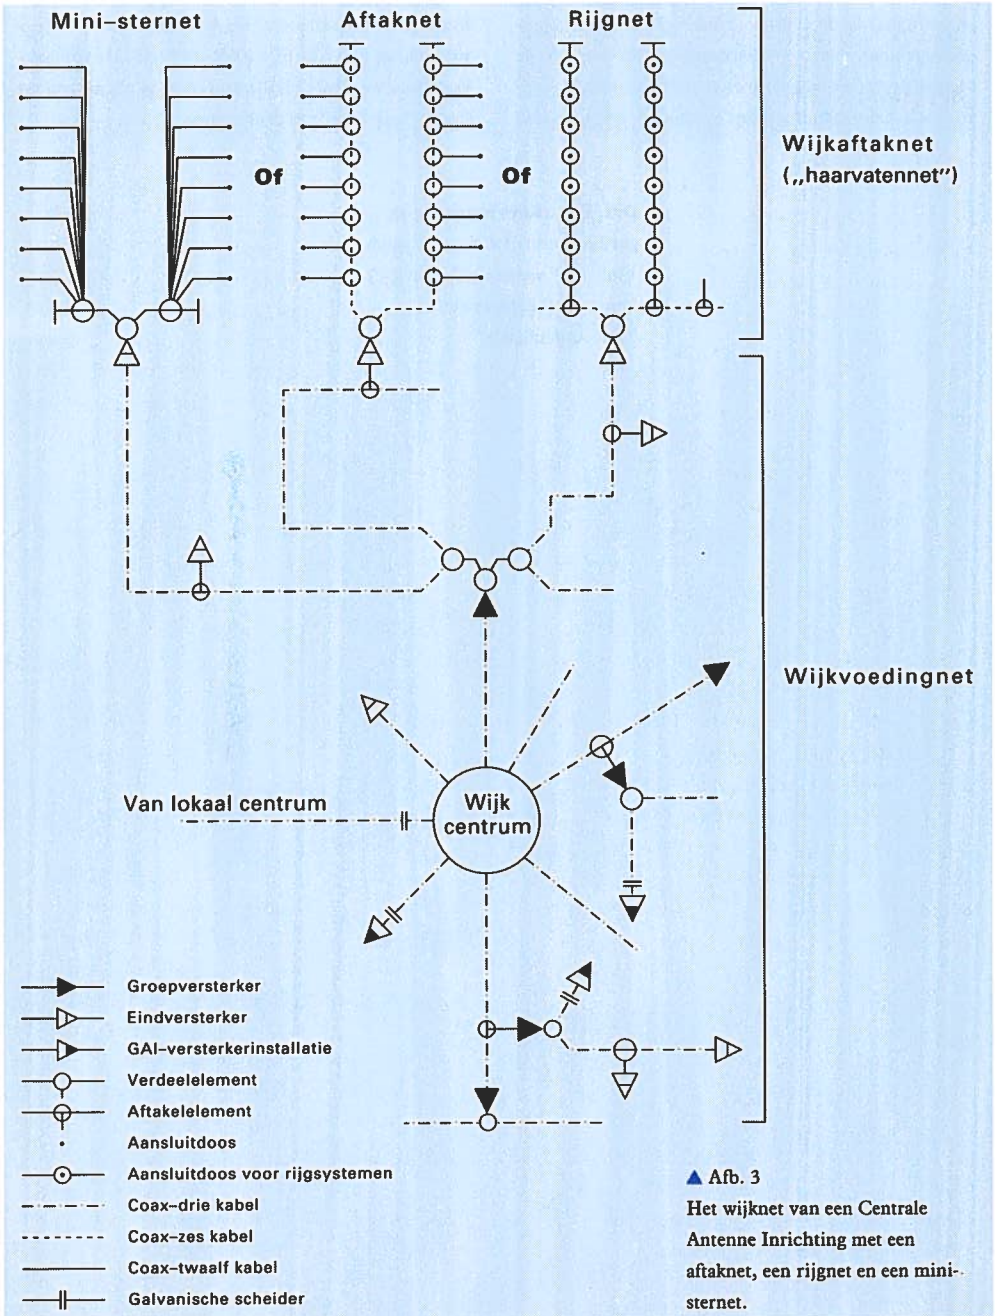 Mini-sternet
Aftaknet
Rijgnet
Of
Of
Wijkaftaknet
(„haarvatennet”)
Wijkvoedingnet
Van lokaal centrum
Wijk
centrum
Groepversterker
Eindversterker
GAI-versterkerinstallatie
Verdeelelement
Aftakelelement
Aansluitdoos
Aansluitdoos voor rijgsystemen
Coax-drie kabel
Coax-zes kabel
Coax-twaalf kabel
Galvanische scheider
▲ Afb. 3
Het wijknet van een Centrale
Antenne Inrichting met een
aftaknet, een rijgnet en een mini-
sternet.